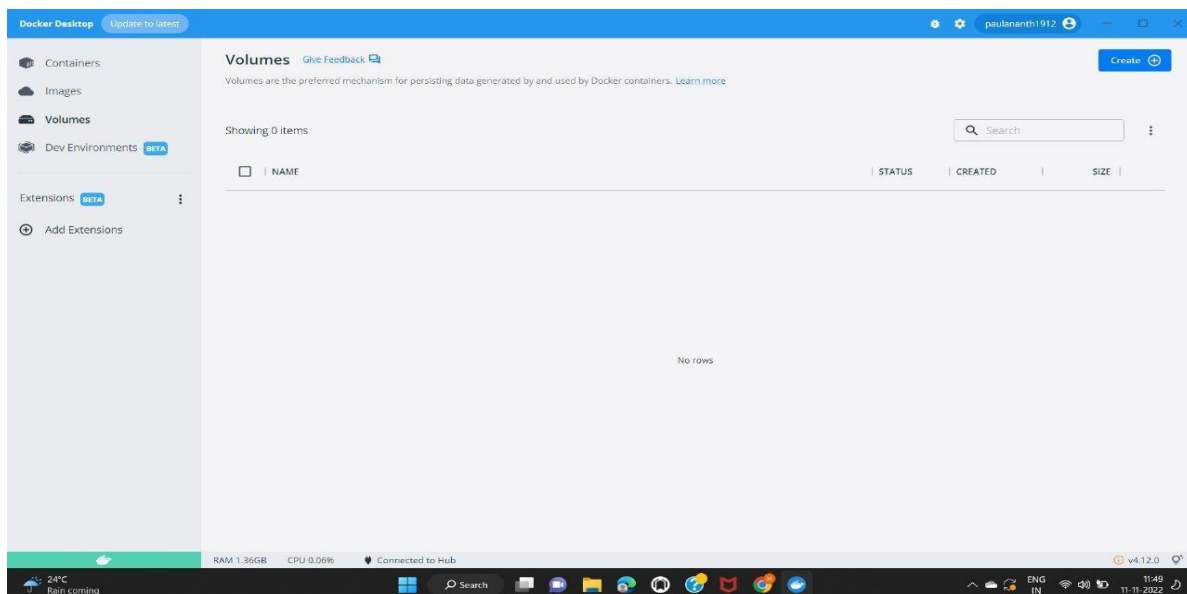 Docker Desktop Update to latest paulananth1912
Containers
Images
Volumes
Dev Environments BETA
Extensions BETA
Add Extensions
Volumes Give Feedback
Create
Volumes are the preferred mechanism for persisting data generated by and used by Docker containers. Learn more
Showing 0 items
Search
NAME STATUS CREATED SIZE
No rows
RAM 1.36GB CPU 0.06% Connected to Hub v4.12.0
24°C
Rain coming
Search
ENG
IN
11:49
11-11-2022